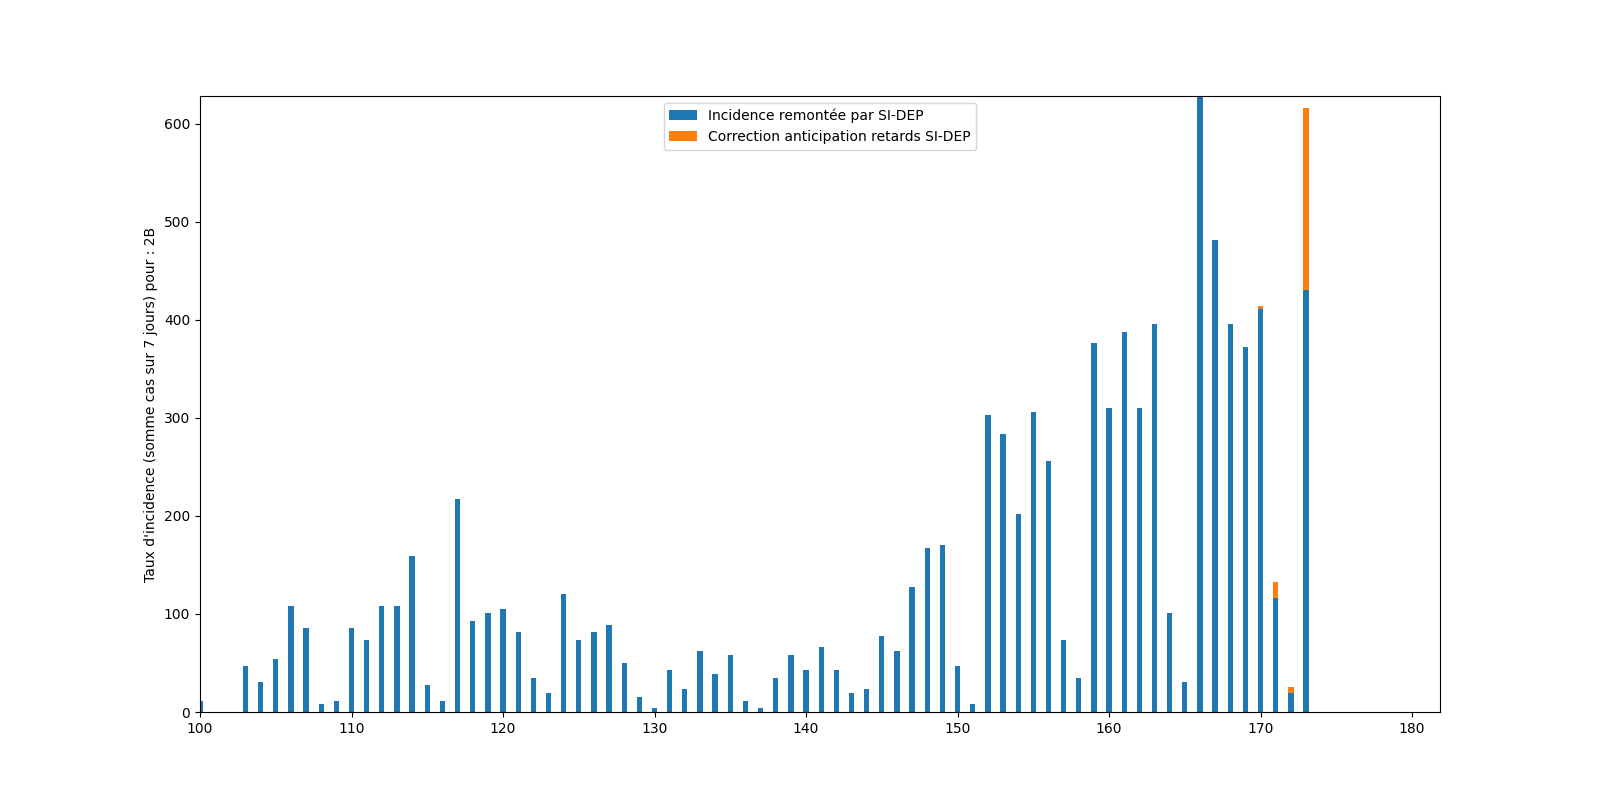 Incidence remontée par SI-DEP
Correction anticipation retards SI-DEP
Taux d'incidence (somme cas sur 7 jours) pour : 2B
600
500
400
300
200
100
0
100 110 120 130 140 150 160 170 180